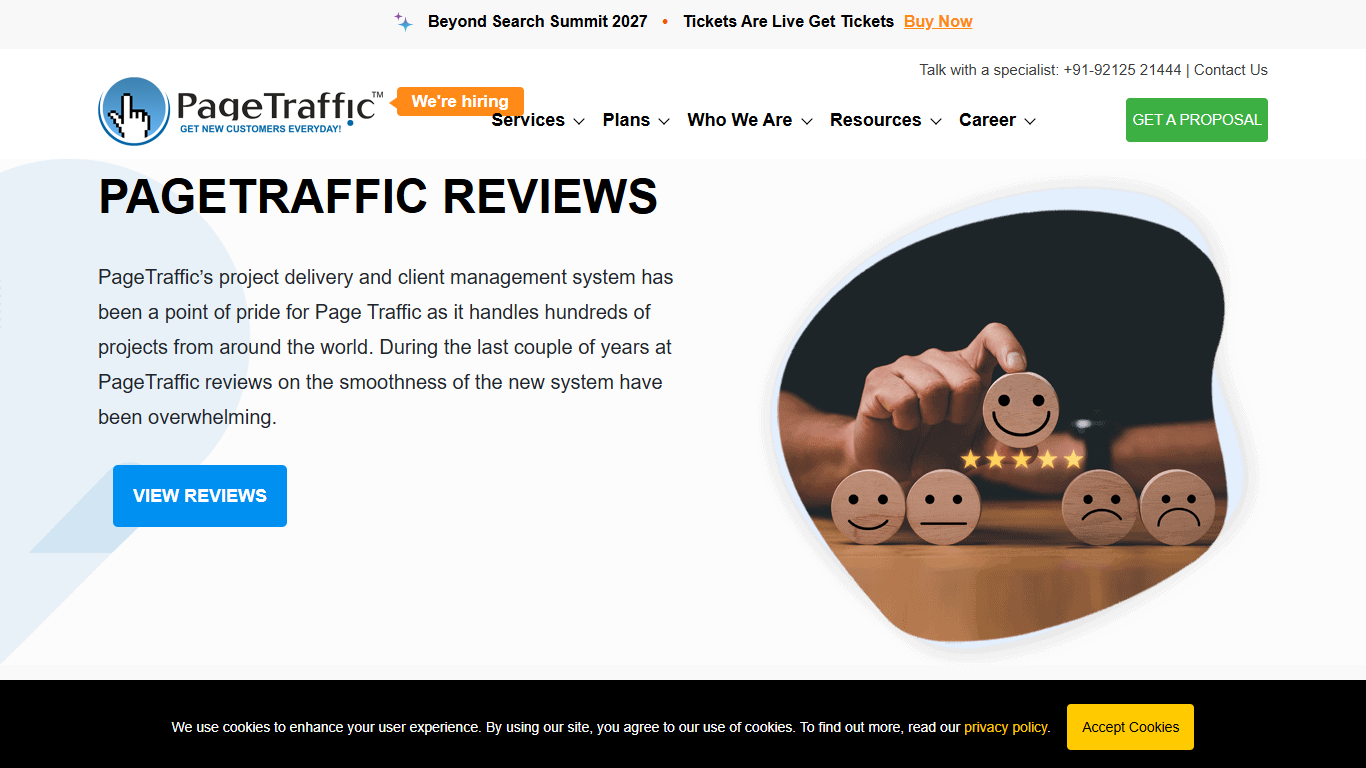 Beyond Search Summit 2027 • Tickets Are Live Get Tickets Buy Now
Talk with a specialist: +91-92125 21444 | Contact Us
PageTraffic™
GET NEW CUSTOMERS EVERYDAY!
We're hiring
Services Plans Who We Are Resources Career
GET A PROPOSAL
PAGETRAFFIC REVIEWS
PageTraffic's project delivery and client management system has
been a point of pride for Page Traffic as it handles hundreds of
projects from around the world. During the last couple of years at
PageTraffic reviews on the smoothness of the new system have
been overwhelming.
VIEW REVIEWS
We use cookies to enhance your user experience. By using our site, you agree to our use of cookies. To find out more, read our privacy policy.
Accept Cookies